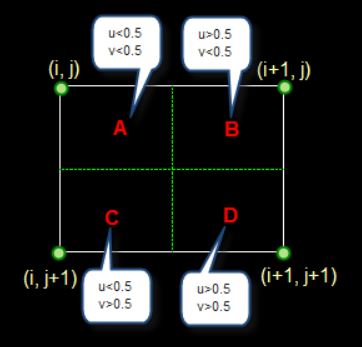 u<0.5
v<0.5
u>0.5
v<0.5
(i, j)
(i+1, j)
A
B
C
D
(i, j+1)
(i+1, j+1)
u<0.5
v>0.5
u>0.5
v>0.5